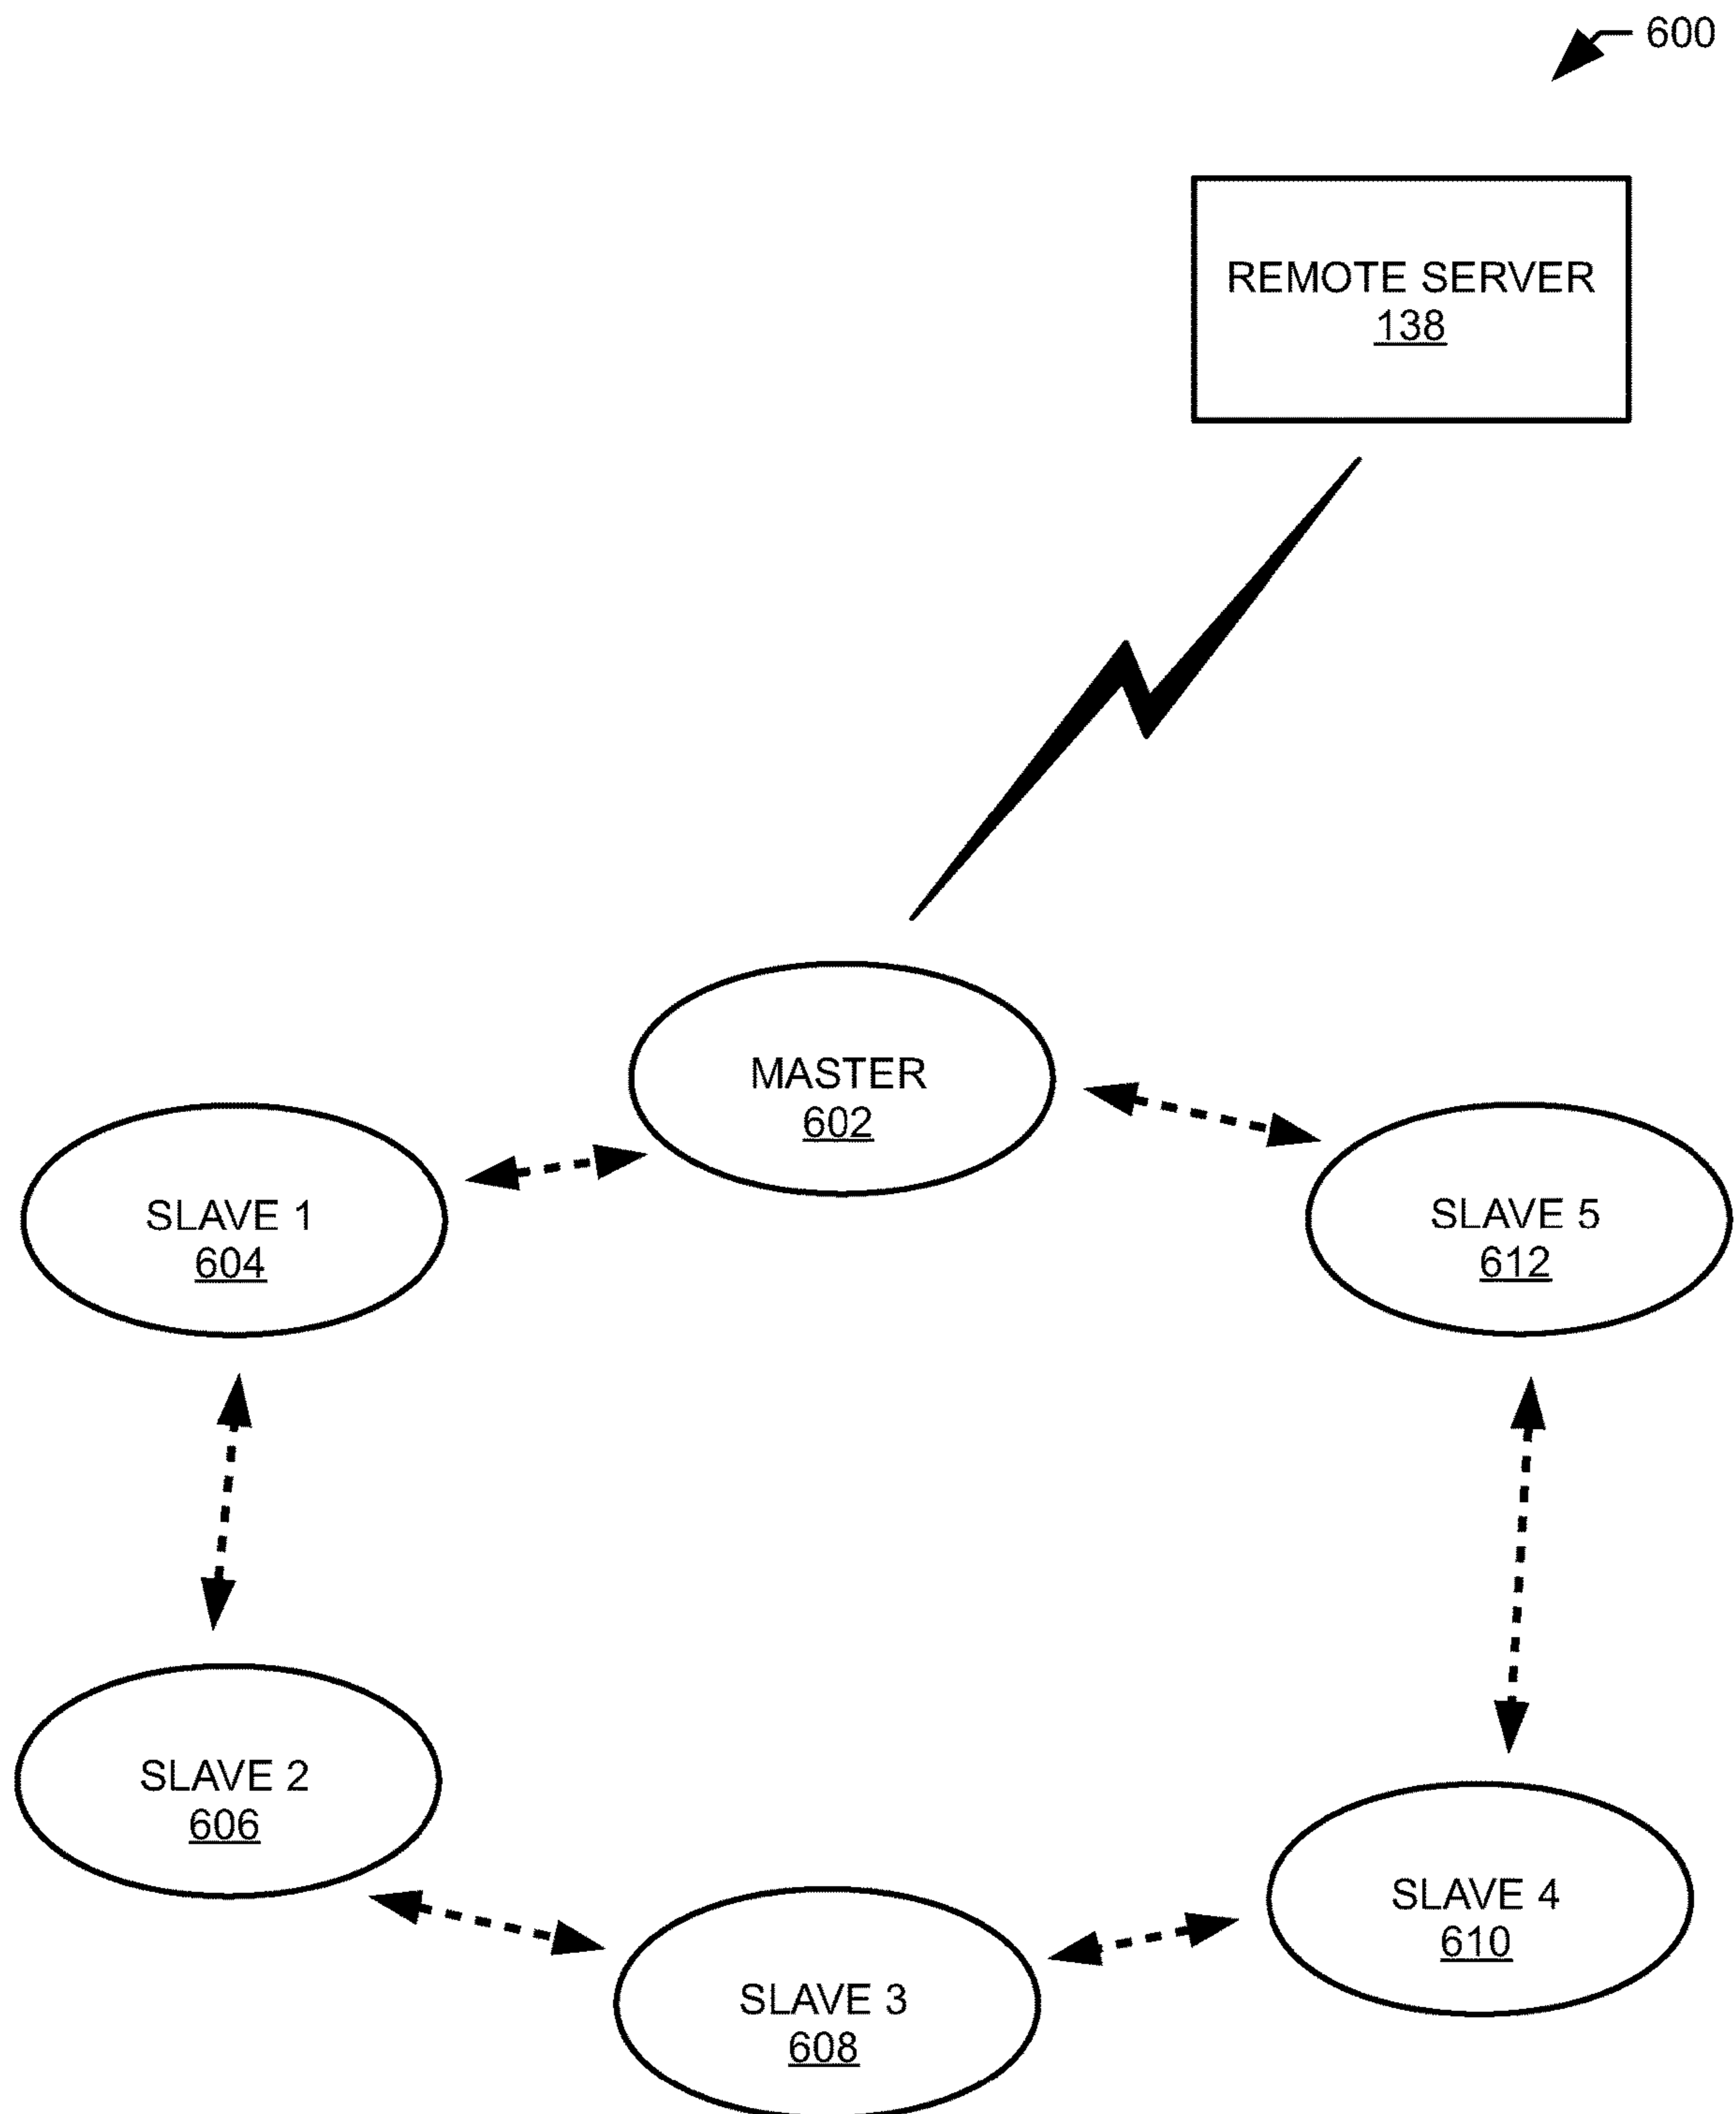 600
REMOTE SERVER
138
MASTER
602
SLAVE 1
604
SLAVE 5
612
SLAVE 2
606
SLAVE 4
610
SLAVE 3
608